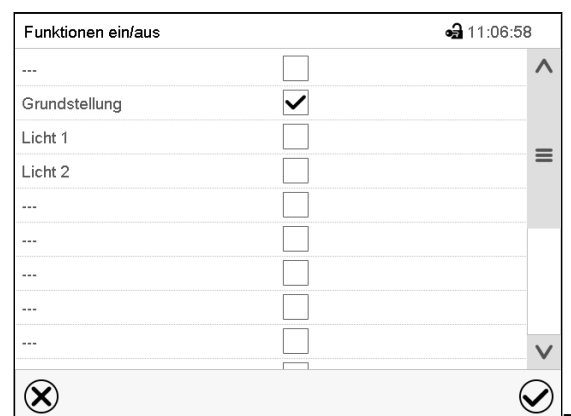 Funktionen ein/aus 11:06:58
---
Grundstellung
Licht 1
Licht 2
---
---
---
---
---